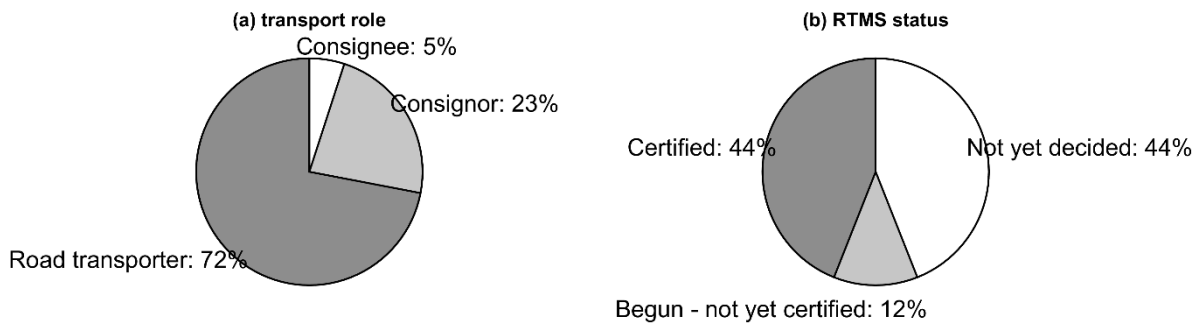 (a) transport role
Consignee: 5%
Consignor: 23%
Road transporter: 72%
(b) RTMS status
Certified: 44%
Not yet decided: 44%
Begun - not yet certified: 12%